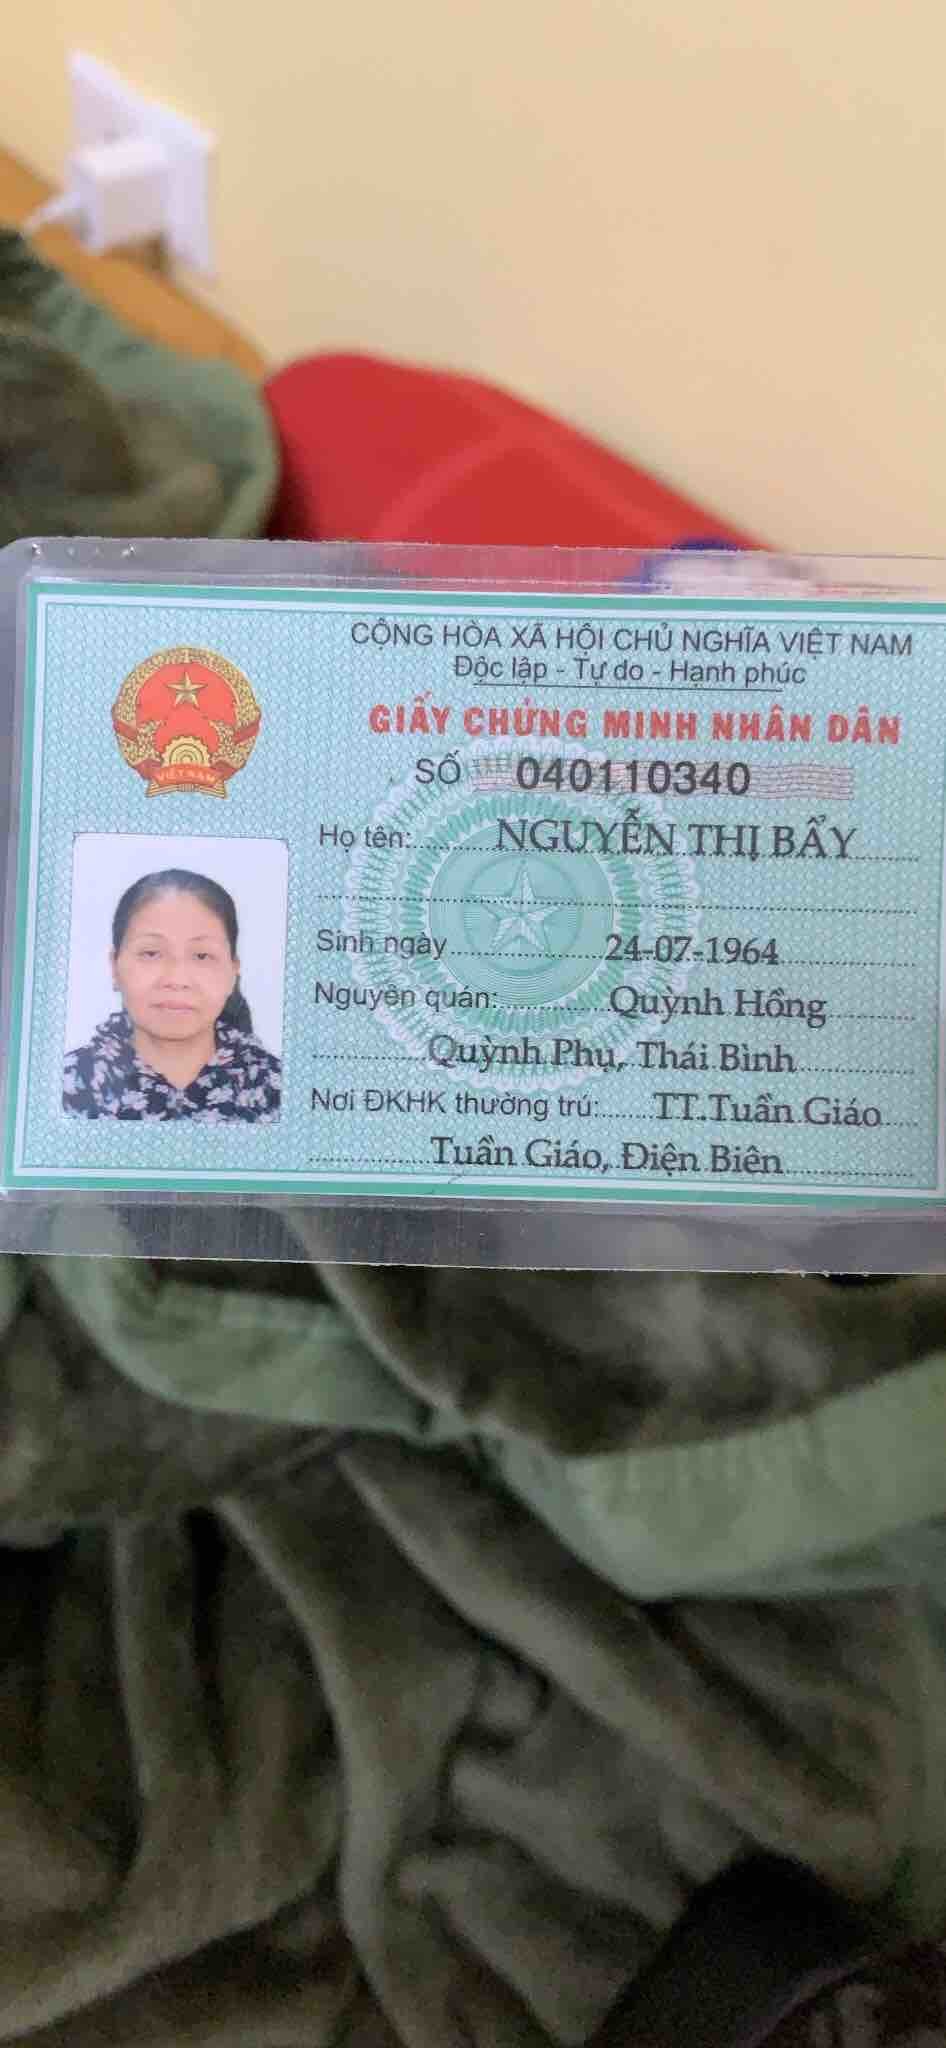 CỘNG HÒA XÃ HỘI CHỦ NGHĨA VIỆT NAM
Độc lập - Tự do - Hạnh phúc
GIẤY CHỨNG MINH NHÂN DÂN
SỐ 040110340
Họ tên: NGUYỄN THỊ BẨY
Sinh ngày 24-07-1964
Nguyên quán: Quỳnh Hồng
Quỳnh Phụ, Thái Bình
Nơi ĐKHK thường trú: TT.Tuần Giáo
Tuần Giáo, Điện Biên
VIỆT NAM